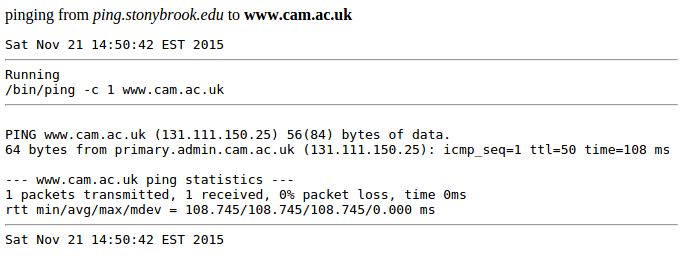 pinging from ping.stonybrook.edu to www.cam.ac.uk
Sat Nov 21 14:50:42 EST 2015
Running
/bin/ping -c 1 www.cam.ac.uk
PING www.cam.ac.uk (131.111.150.25) 56(84) bytes of data.
64 bytes from primary.admin.cam.ac.uk (131.111.150.25): icmp_seq=1 ttl=50 time=108 ms
--- www.cam.ac.uk ping statistics ---
1 packets transmitted, 1 received, 0% packet loss, time 0ms
rtt min/avg/max/mdev = 108.745/108.745/108.745/0.000 ms
Sat Nov 21 14:50:42 EST 2015